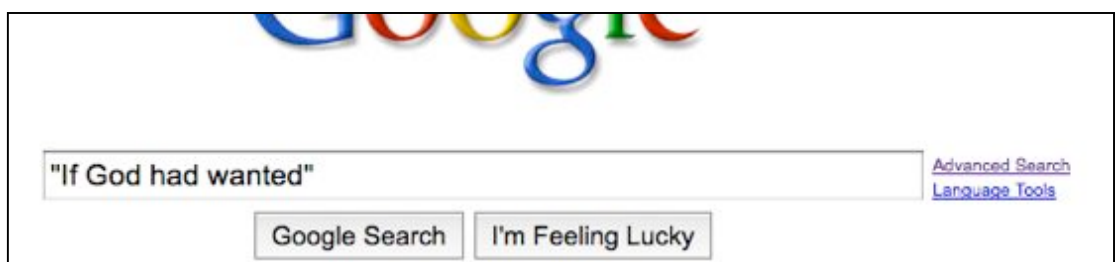 Google
"If God had wanted"
Advanced Search
Language Tools
Google Search I'm Feeling Lucky